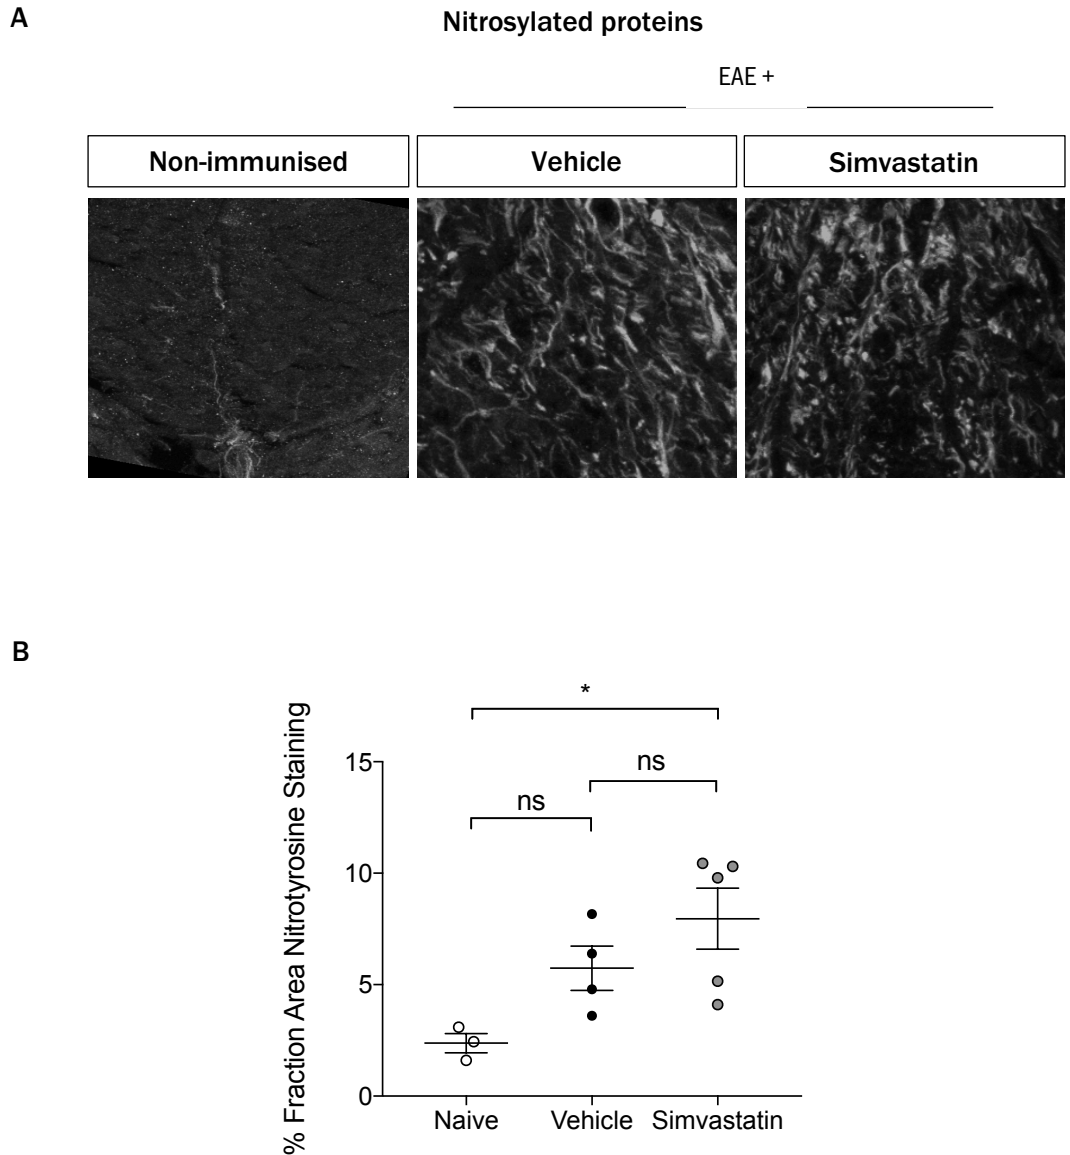 A
Nitrosylated proteins
EAE +
Non-immunised
Vehicle
Simvastatin
B
% Fraction Area Nitrotyrosine Staining
*
ns
ns
15
10
5
0
Naive
Vehicle
Simvastatin